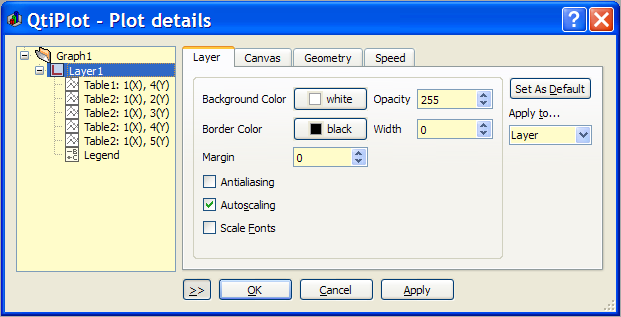 QtiPlot - Plot details
Graph1
Layer1
Table1: 1(X), 4(Y)
Table2: 1(X), 2(Y)
Table2: 1(X), 3(Y)
Table2: 1(X), 4(Y)
Table2: 1(X), 5(Y)
Legend
Layer Canvas Geometry Speed
Background Color white Opacity 255
Border Color black Width 0
Margin 0
Antialiasing
Autoscaling
Scale Fonts
Set As Default
Apply to...
Layer
>> OK Cancel Apply